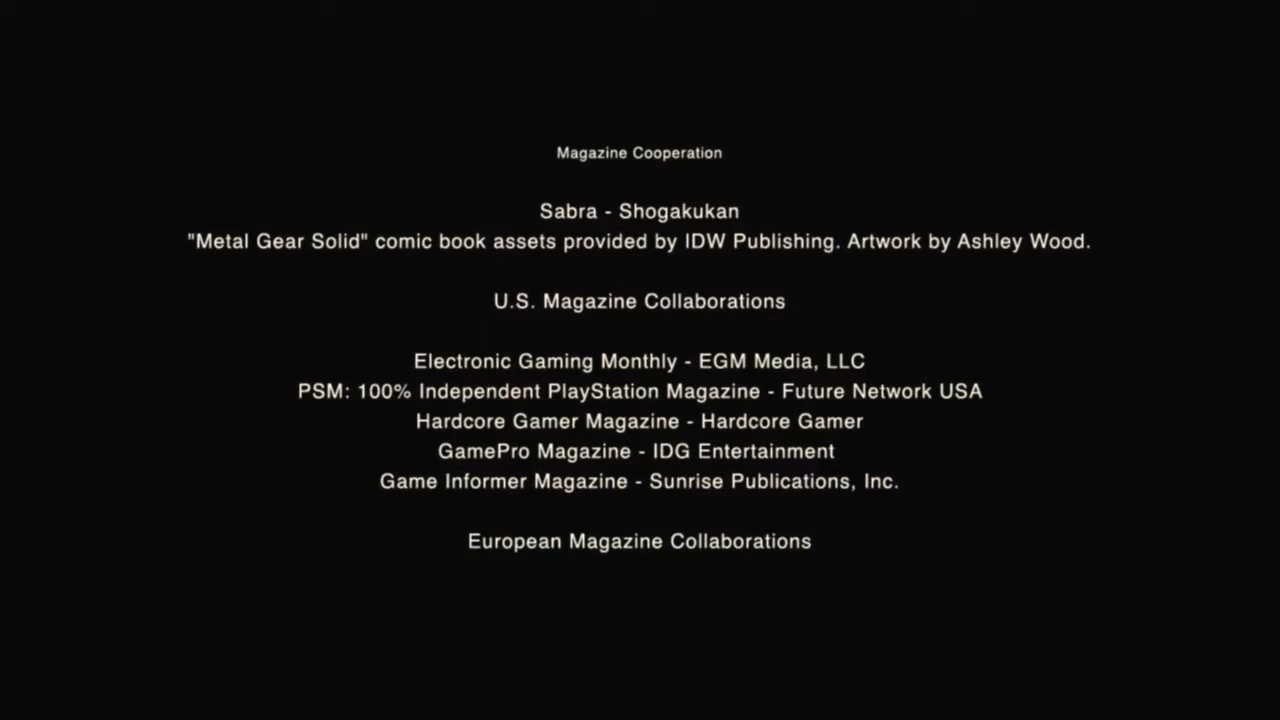 Magazine Cooperation
Sabra - Shogakukan
"Metal Gear Solid" comic book assets provided by IDW Publishing. Artwork by Ashley Wood.
U.S. Magazine Collaborations
Electronic Gaming Monthly - EGM Media, LLC
PSM: 100% Independent PlayStation Magazine - Future Network USA
Hardcore Gamer Magazine - Hardcore Gamer
GamePro Magazine - IDG Entertainment
Game Informer Magazine - Sunrise Publications, Inc.
European Magazine Collaborations